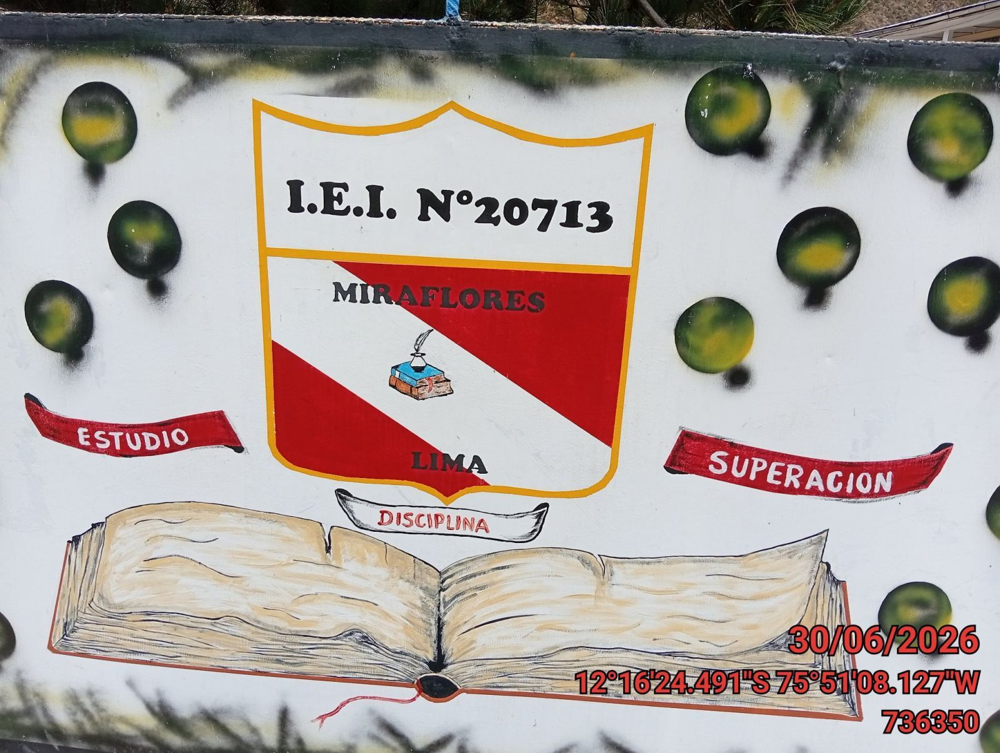 I.E.I. N°20713
MIRAFLORES
LIMA
ESTUDIO
DISCIPLINA
SUPERACION
30/06/2026
12°16'24.491"S 75°51'08.127"W
736350